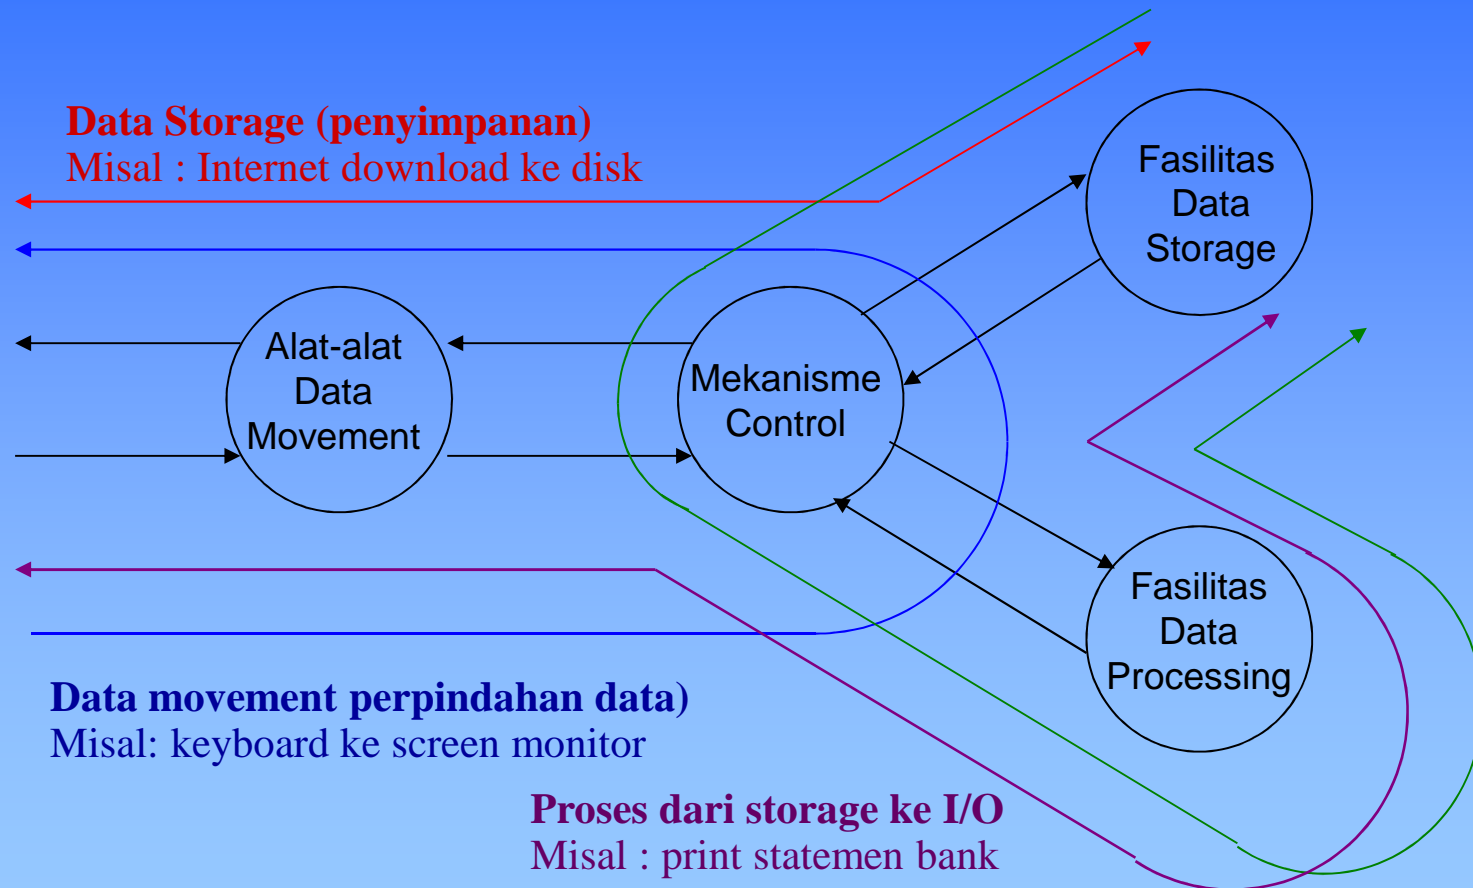 Data Storage (penyimpanan)
Misal : Internet download ke disk
Fasilitas
Data
Storage
Alat-alat
Data
Movement
Mekanisme
Control
Fasilitas
Data
Processing
Data movement perpindahan data)
Misal: keyboard ke screen monitor
Proses dari storage ke I/O
Misal : print statemen bank